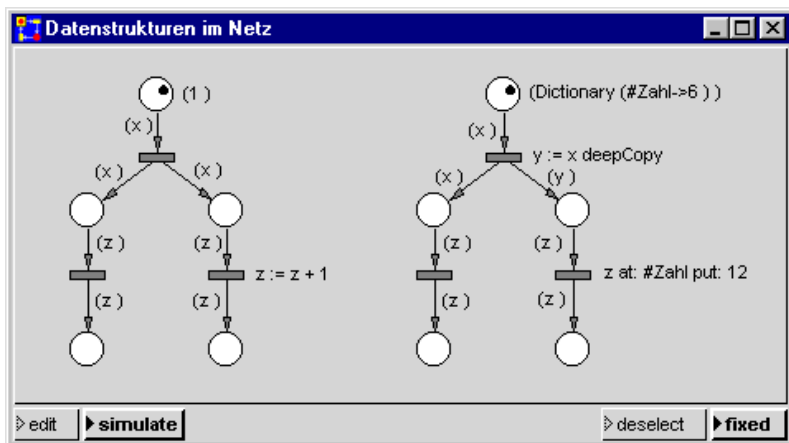 Datenstrukturen im Netz
(1 )
(Dictionary (#Zahl->6 ) )
(x )
(x )
y := x deepCopy
(x )
(x )
(x )
(y )
(z )
(z )
(z )
(z )
z := z + 1
z at: #Zahl put: 12
(z )
(z )
(z )
(z )
edit
simulate
deselect
fixed